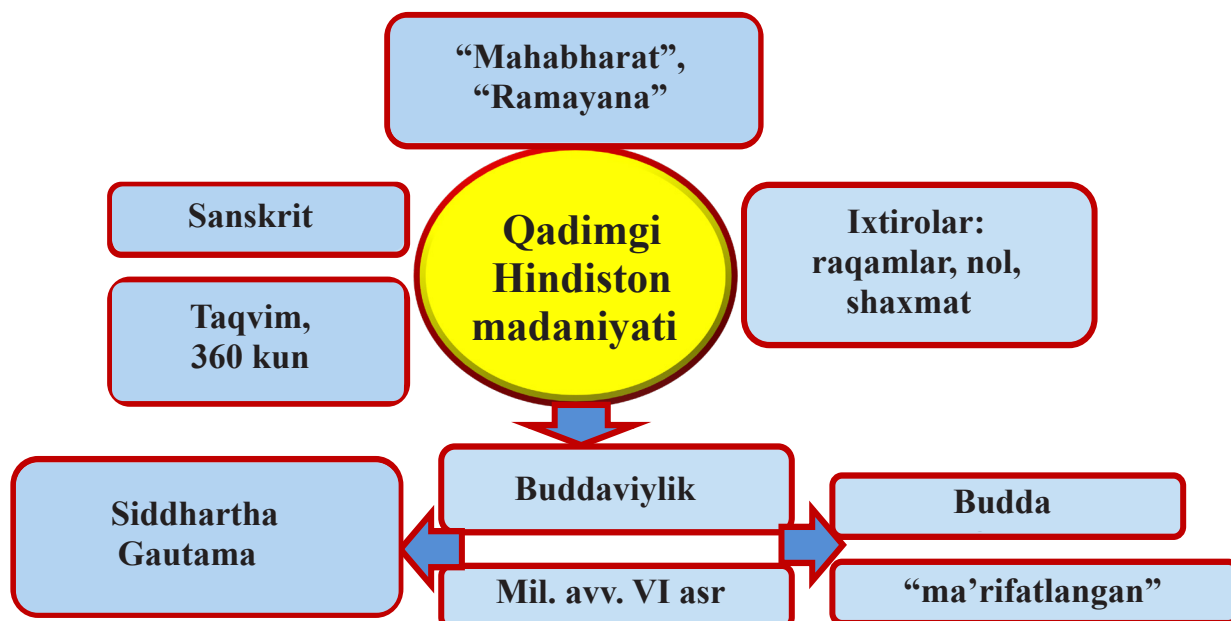 “Mahabharat”,
“Ramayana”
Sanskrit
Taqvim,
360 kun
Qadimgi
Hindiston
madaniyati
Ixtirolar:
raqamlar, nol,
shaxmat
Siddhartha
Gautama
Buddaviylik
Mil. avv. VI asr
Budda
“ma’rifatlangan”